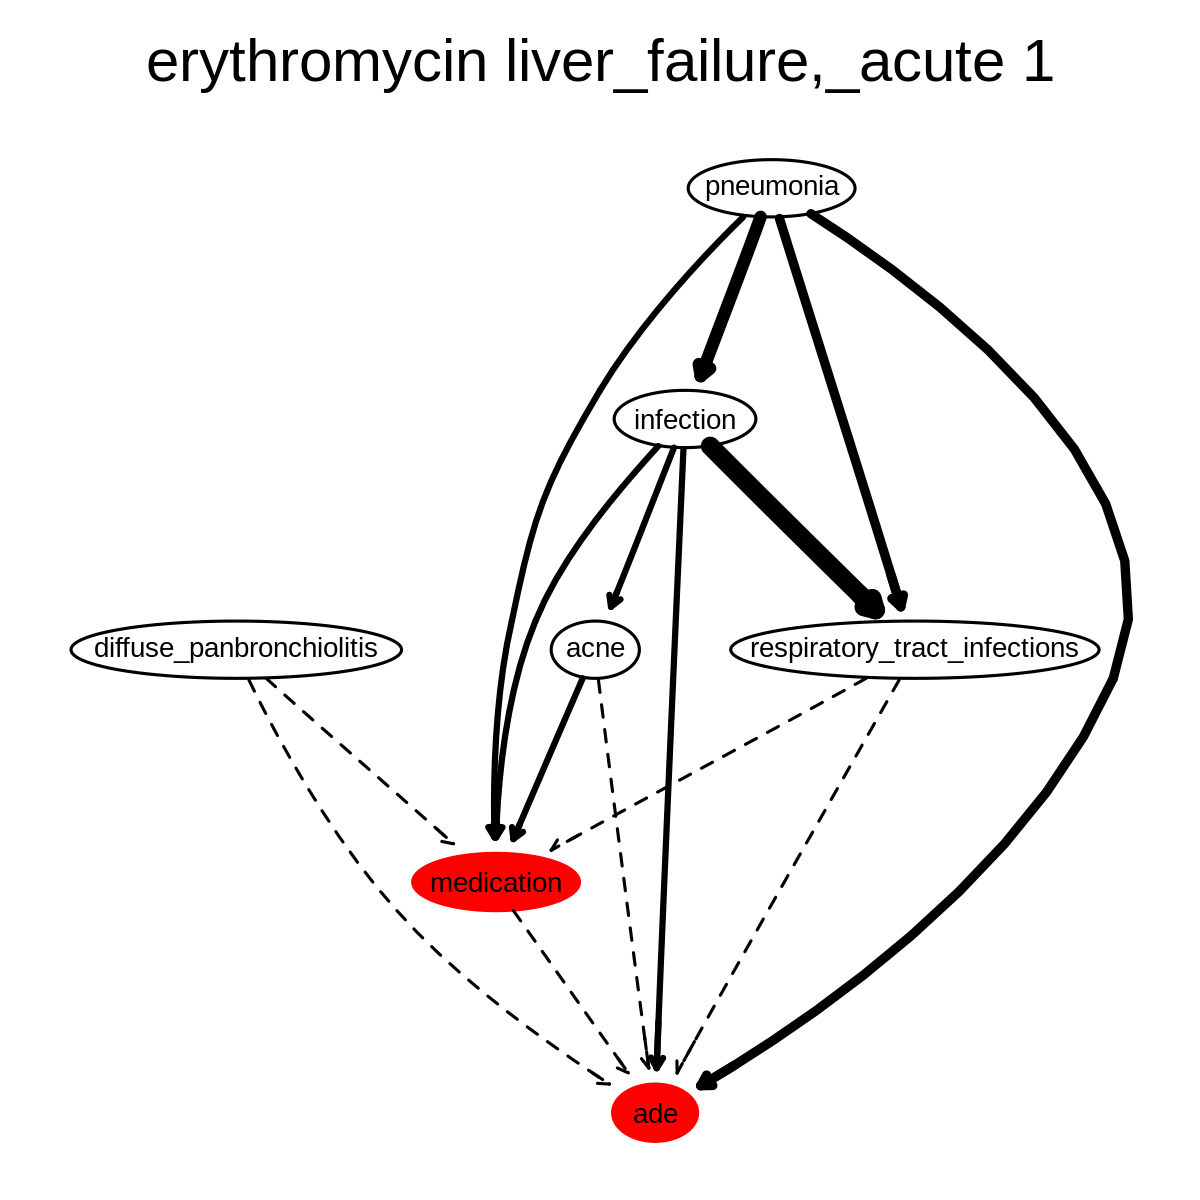 erythromycin liver_failure,_acute 1
pneumonia
infection
diffuse_panbronchiolitis
acne
respiratory_tract_infections
medication
ade